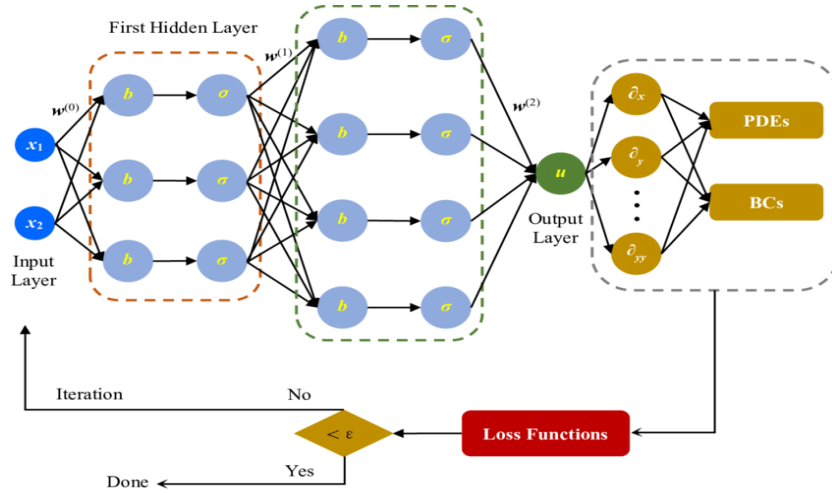 First Hidden Layer
w⁽⁰⁾
w⁽¹⁾
w⁽²⁾
x₁
x₂
Input
Layer
b
σ
b
σ
b
σ
b
σ
b
σ
b
σ
b
σ
u
Output
Layer
∂ₓ
∂ᵧ
∂ᵧᵧ
PDEs
BCs
Iteration
No
< ε
Loss Functions
Yes
Done